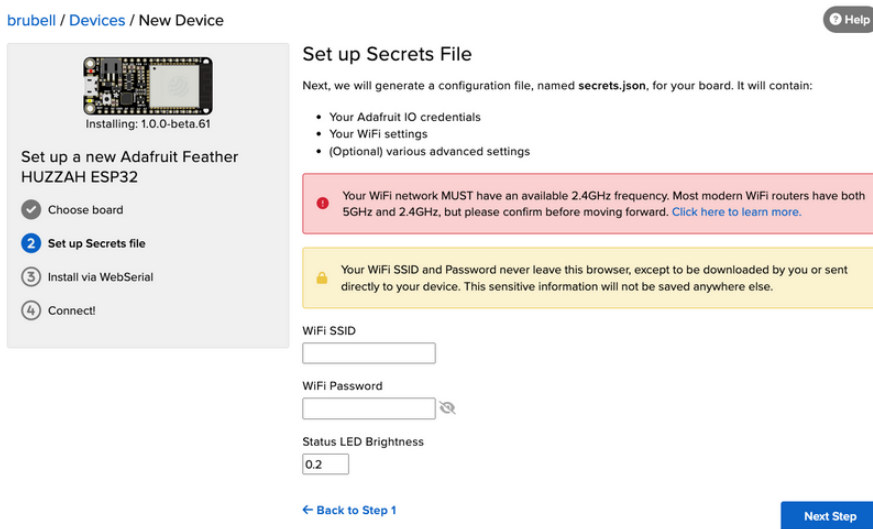 brubell / Devices / New Device
Help
Installing: 1.0.0-beta.61
Set up a new Adafruit Feather
HUZZAH ESP32
Choose board
2 Set up Secrets file
3 Install via WebSerial
4 Connect!
Set up Secrets File
Next, we will generate a configuration file, named secrets.json, for your board. It will contain:
• Your Adafruit IO credentials
• Your WiFi settings
• (Optional) various advanced settings
Your WiFi network MUST have an available 2.4GHz frequency. Most modern WiFi routers have both
5GHz and 2.4GHz, but please confirm before moving forward. Click here to learn more.
Your WiFi SSID and Password never leave this browser, except to be downloaded by you or sent
directly to your device. This sensitive information will not be saved anywhere else.
WiFi SSID
WiFi Password
Status LED Brightness
0.2
← Back to Step 1
Next Step